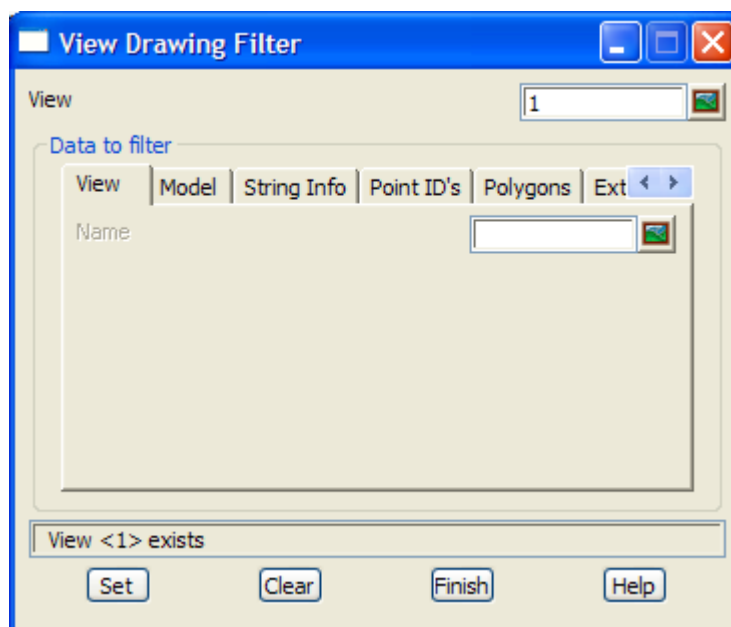 View Drawing Filter
View 1
Data to filter
View Model String Info Point ID's Polygons Ext
Name
View <1> exists
Set Clear Finish Help